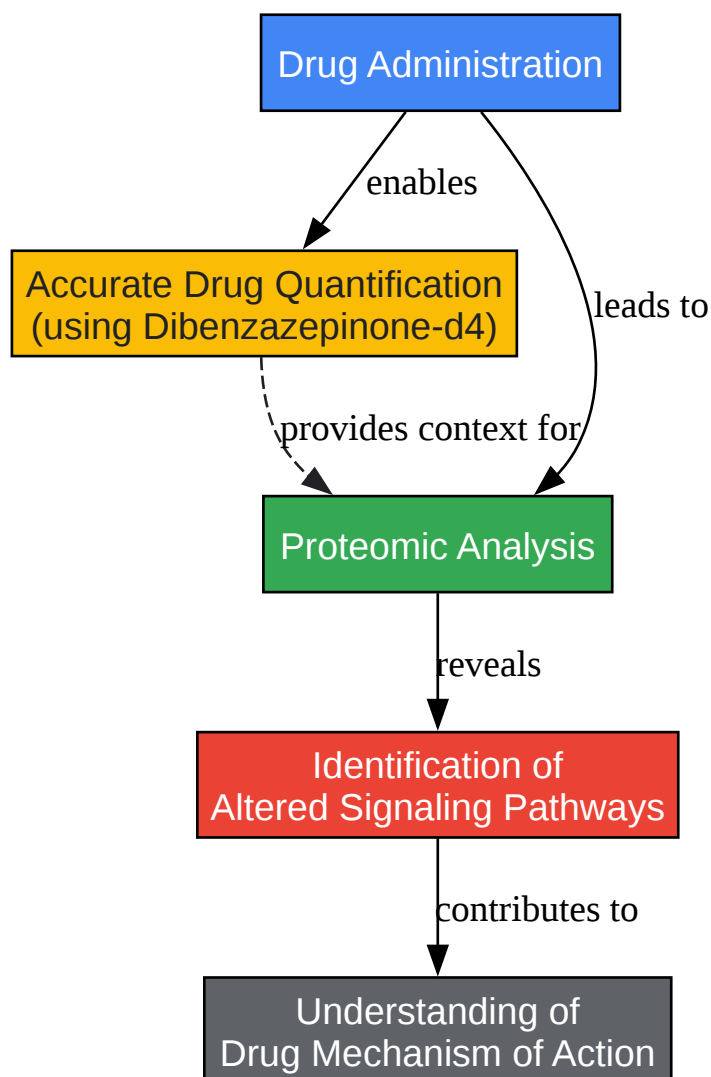 Drug Administration
enables
Accurate Drug Quantification
(using Dibenzazepinone-d4)
leads to
provides context for
Proteomic Analysis
reveals
Identification of
Altered Signaling Pathways
contributes to
Understanding of
Drug Mechanism of Action